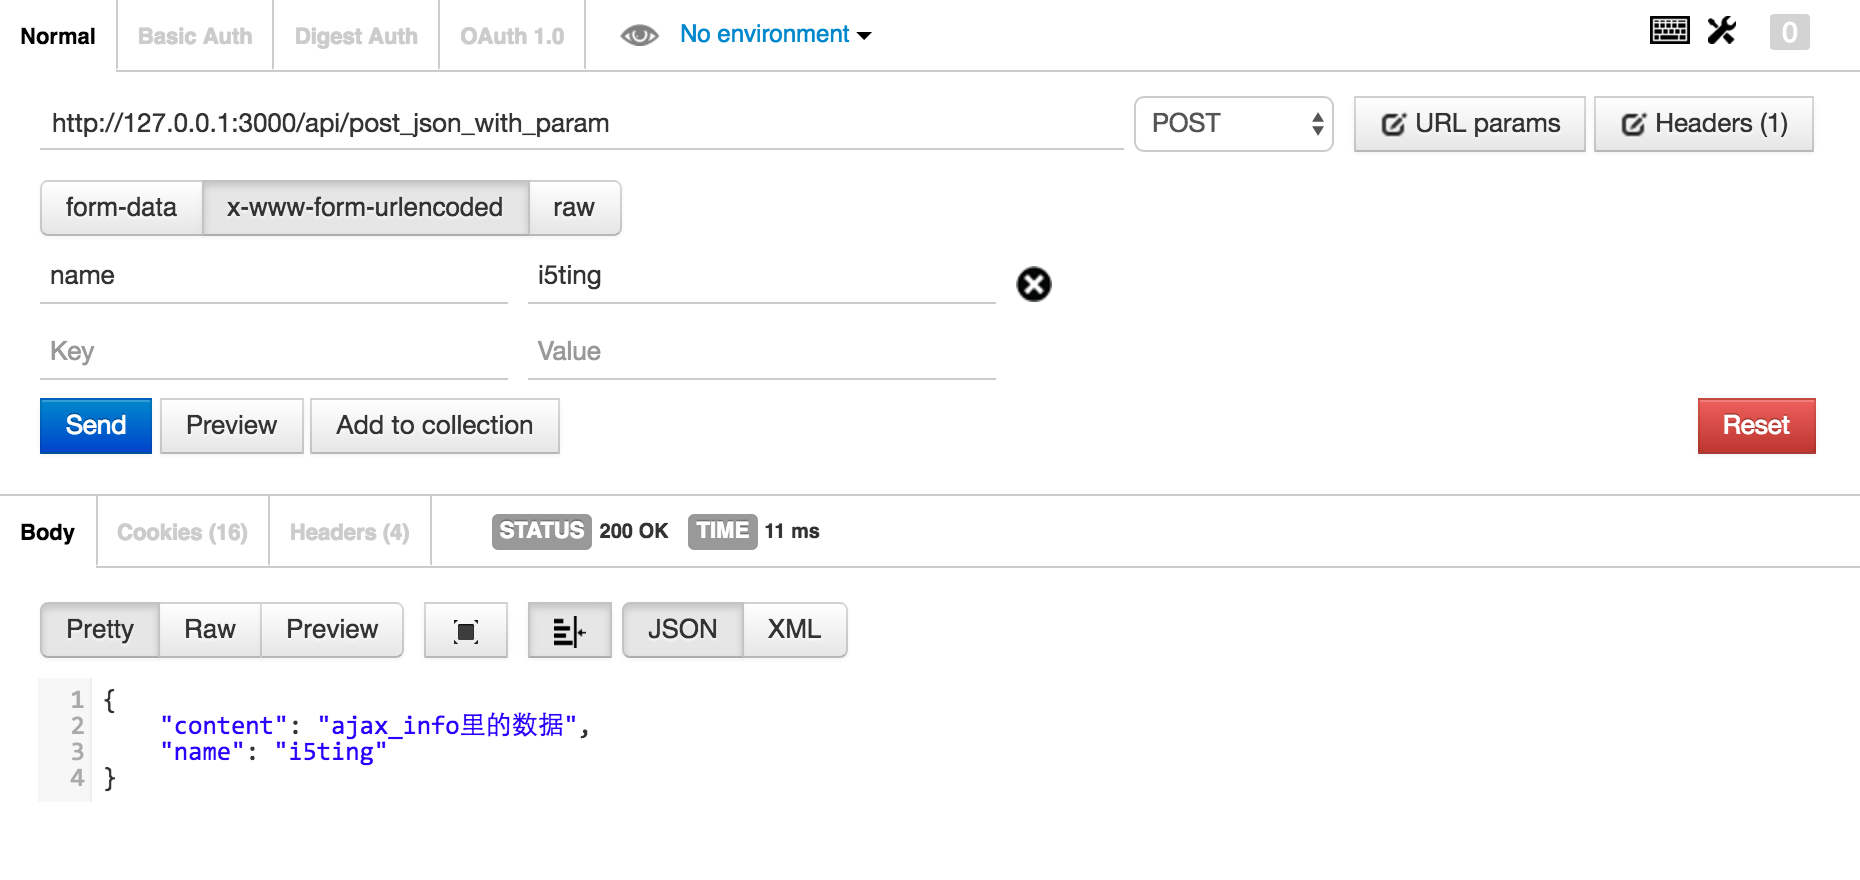 Normal Basic Auth Digest Auth OAuth 1.0 No environment 0
http://127.0.0.1:3000/api/post_json_with_param POST URL params Headers (1)
form-data x-www-form-urlencoded raw
name i5ting
Key Value
Send Preview Add to collection Reset
Body Cookies (16) Headers (4) STATUS 200 OK TIME 11 ms
Pretty Raw Preview JSON XML
1 {
2 "content": "ajax_info里的数据",
3 "name": "i5ting"
4 }